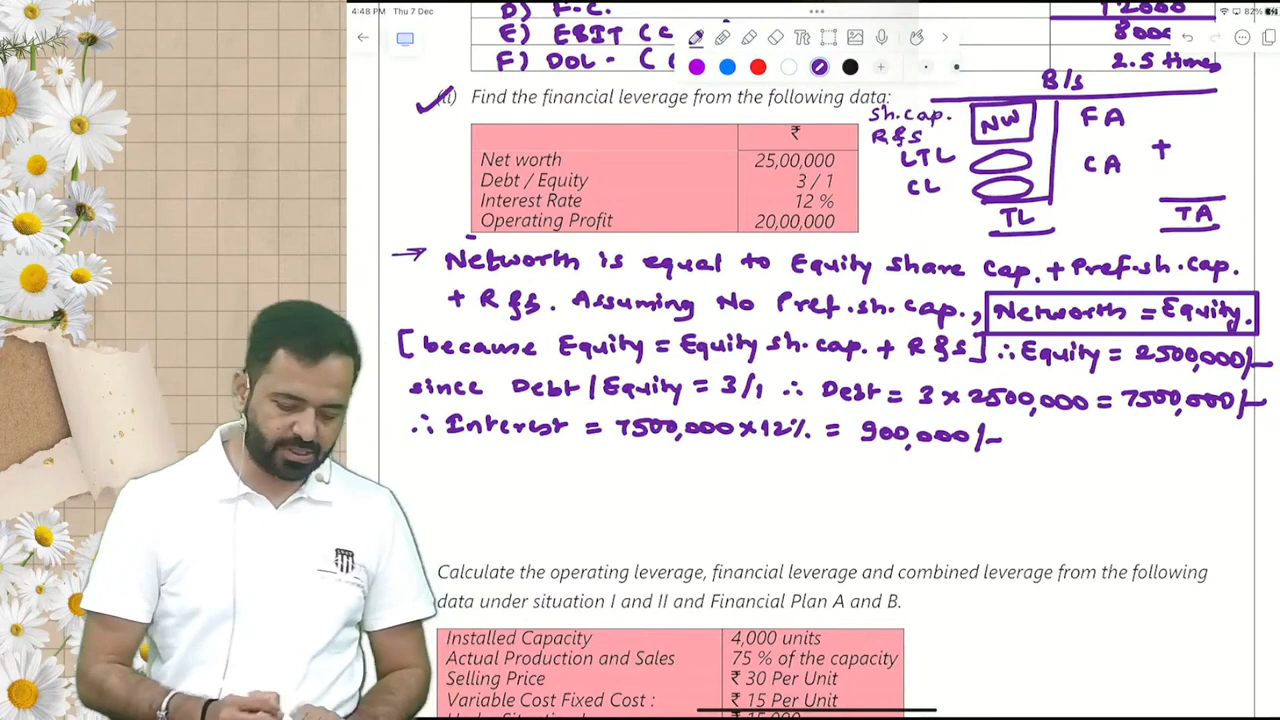 4:48 PM Thu 7 Dec
82%
D) F.C. 12000
E) EBIT
F) DOL - 2.5 times
(ii) Find the financial leverage from the following data:
₹
Net worth 25,00,000
Debt / Equity 3 / 1
Interest Rate 12 %
Operating Profit 20,00,000
B/s
sh.cap. NW FA
R&S
LTL CA +
CL
TL TA
→ Networth is equal to Equity share cap. + Pref.sh.cap.
+ R&S. Assuming No Pref.sh.cap., Networth = Equity.
[because Equity = Equity sh.cap. + R&S] ∴ Equity = 2500,000/-
since Debt/Equity = 3/1 ∴ Debt = 3 × 2500,000 = 7500,000/-
∴ Interest = 7500,000 × 12% = 900,000/-
Calculate the operating leverage, financial leverage and combined leverage from the following
data under situation I and II and Financial Plan A and B.
Installed Capacity 4,000 units
Actual Production and Sales 75 % of the capacity
Selling Price ₹ 30 Per Unit
Variable Cost Fixed Cost : ₹ 15 Per Unit
₹ 15,000